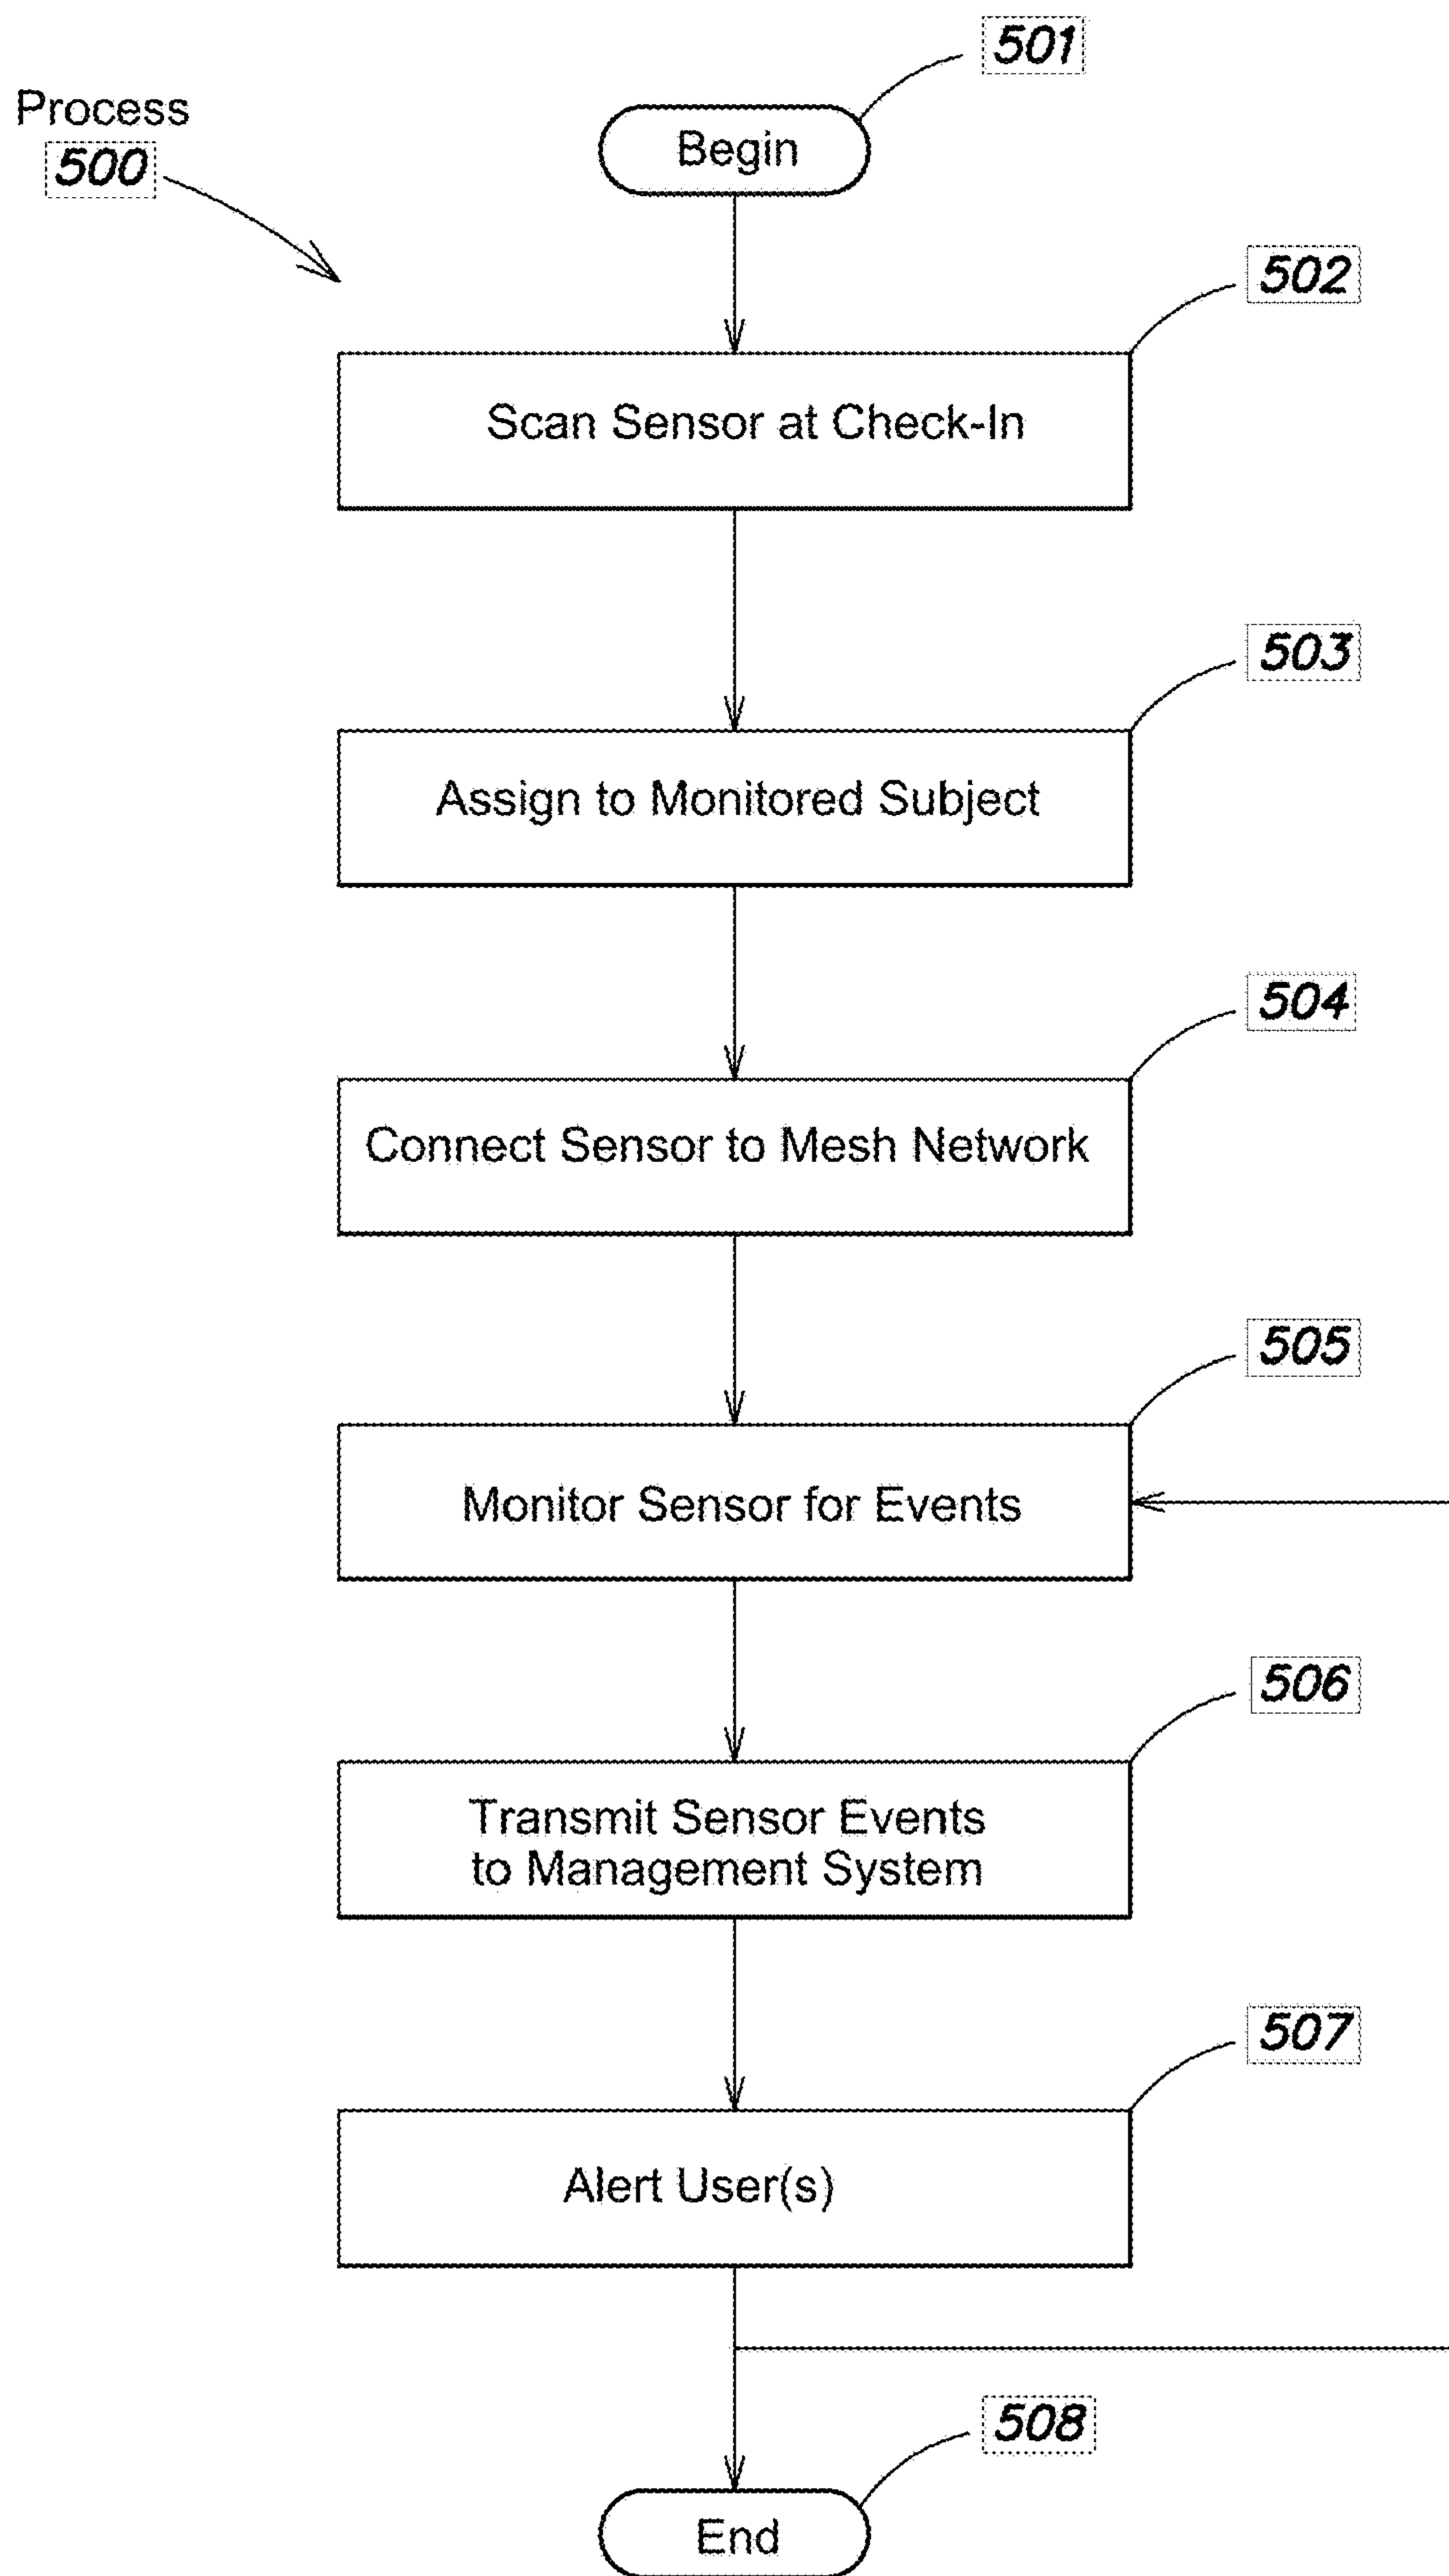 501
Process
500
Begin
502
Scan Sensor at Check-In
503
Assign to Monitored Subject
504
Connect Sensor to Mesh Network
505
Monitor Sensor for Events
506
Transmit Sensor Events
to Management System
507
Alert User(s)
508
End